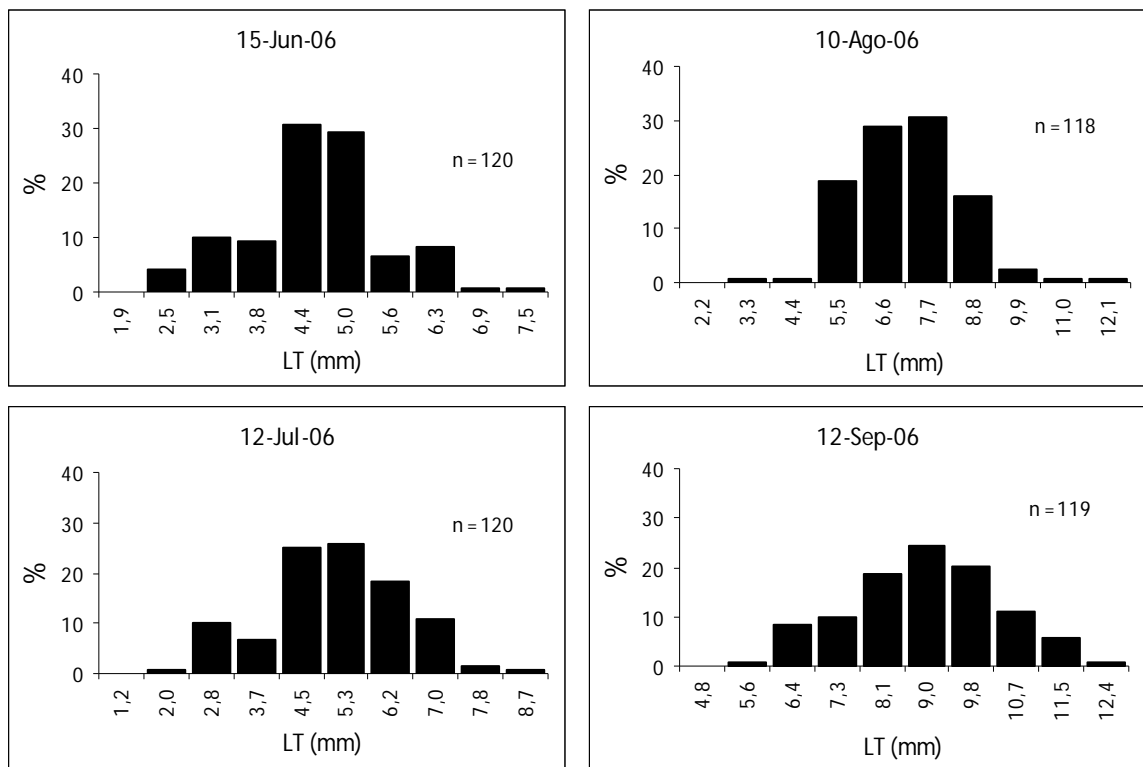 15-Jun-06
40
30
20
10
0
%
n = 120
1,9 2,5 3,1 3,8 4,4 5,0 5,6 6,3 6,9 7,5
LT (mm)
10-Ago-06
40
30
20
10
0
%
n = 118
2,2 3,3 4,4 5,5 6,6 7,7 8,8 9,9 11,0 12,1
LT (mm)
12-Jul-06
40
30
20
10
0
%
n = 120
1,2 2,0 2,8 3,7 4,5 5,3 6,2 7,0 7,8 8,7
LT (mm)
12-Sep-06
40
30
20
10
0
%
n = 119
4,8 5,6 6,4 7,3 8,1 9,0 9,8 10,7 11,5 12,4
LT (mm)